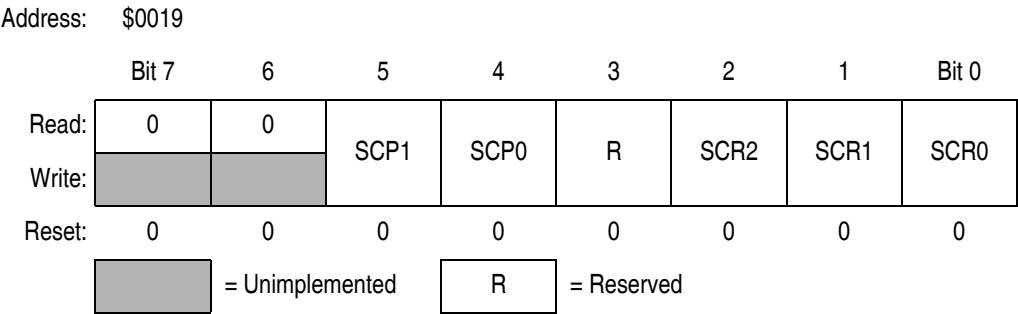 Address: $0019
Bit 7 6 5 4 3 2 1 Bit 0
Read: 0 0 SCP1 SCP0 R SCR2 SCR1 SCR0
Write:
Reset: 0 0 0 0 0 0 0 0
= Unimplemented R = Reserved